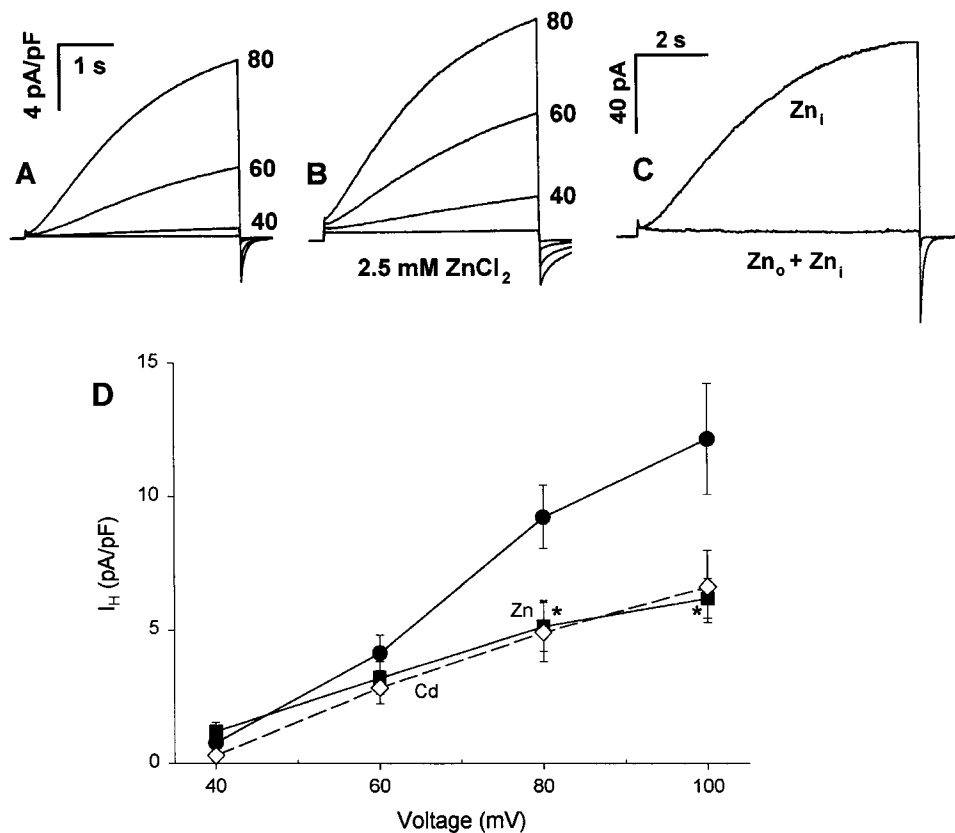 4 pA/pF
1 s
80
60
40
A
80
60
40
B
2.5 mM ZnCl₂
2 s
40 pA
C
Znᵢ
Znₒ + Znᵢ
D
15
10
5
0
I_H (pA/pF)
Zn
*
*
Cd
40
60
80
100
Voltage (mV)